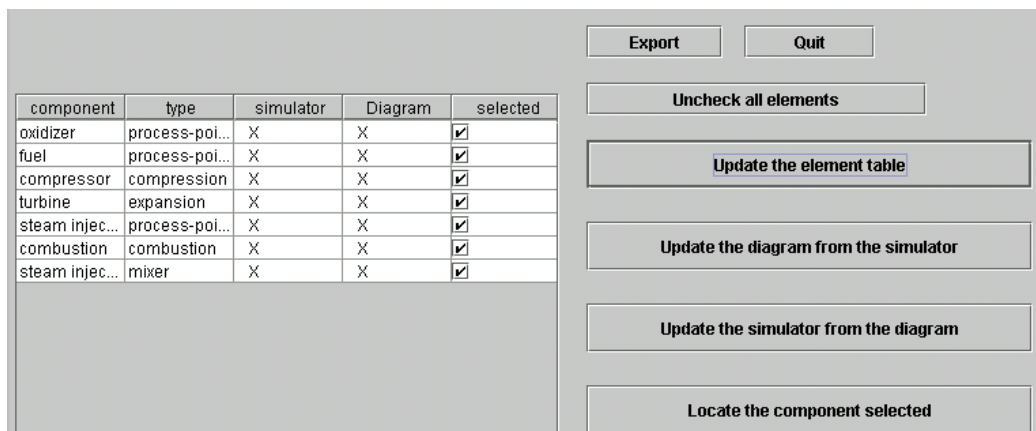 Export Quit
Uncheck all elements
Update the element table
Update the diagram from the simulator
Update the simulator from the diagram
Locate the component selected
component type simulator Diagram selected
oxidizer process-poi... X X
fuel process-poi... X X
compressor compression X X
turbine expansion X X
steam injec... process-poi... X X
combustion combustion X X
steam injec... mixer X X